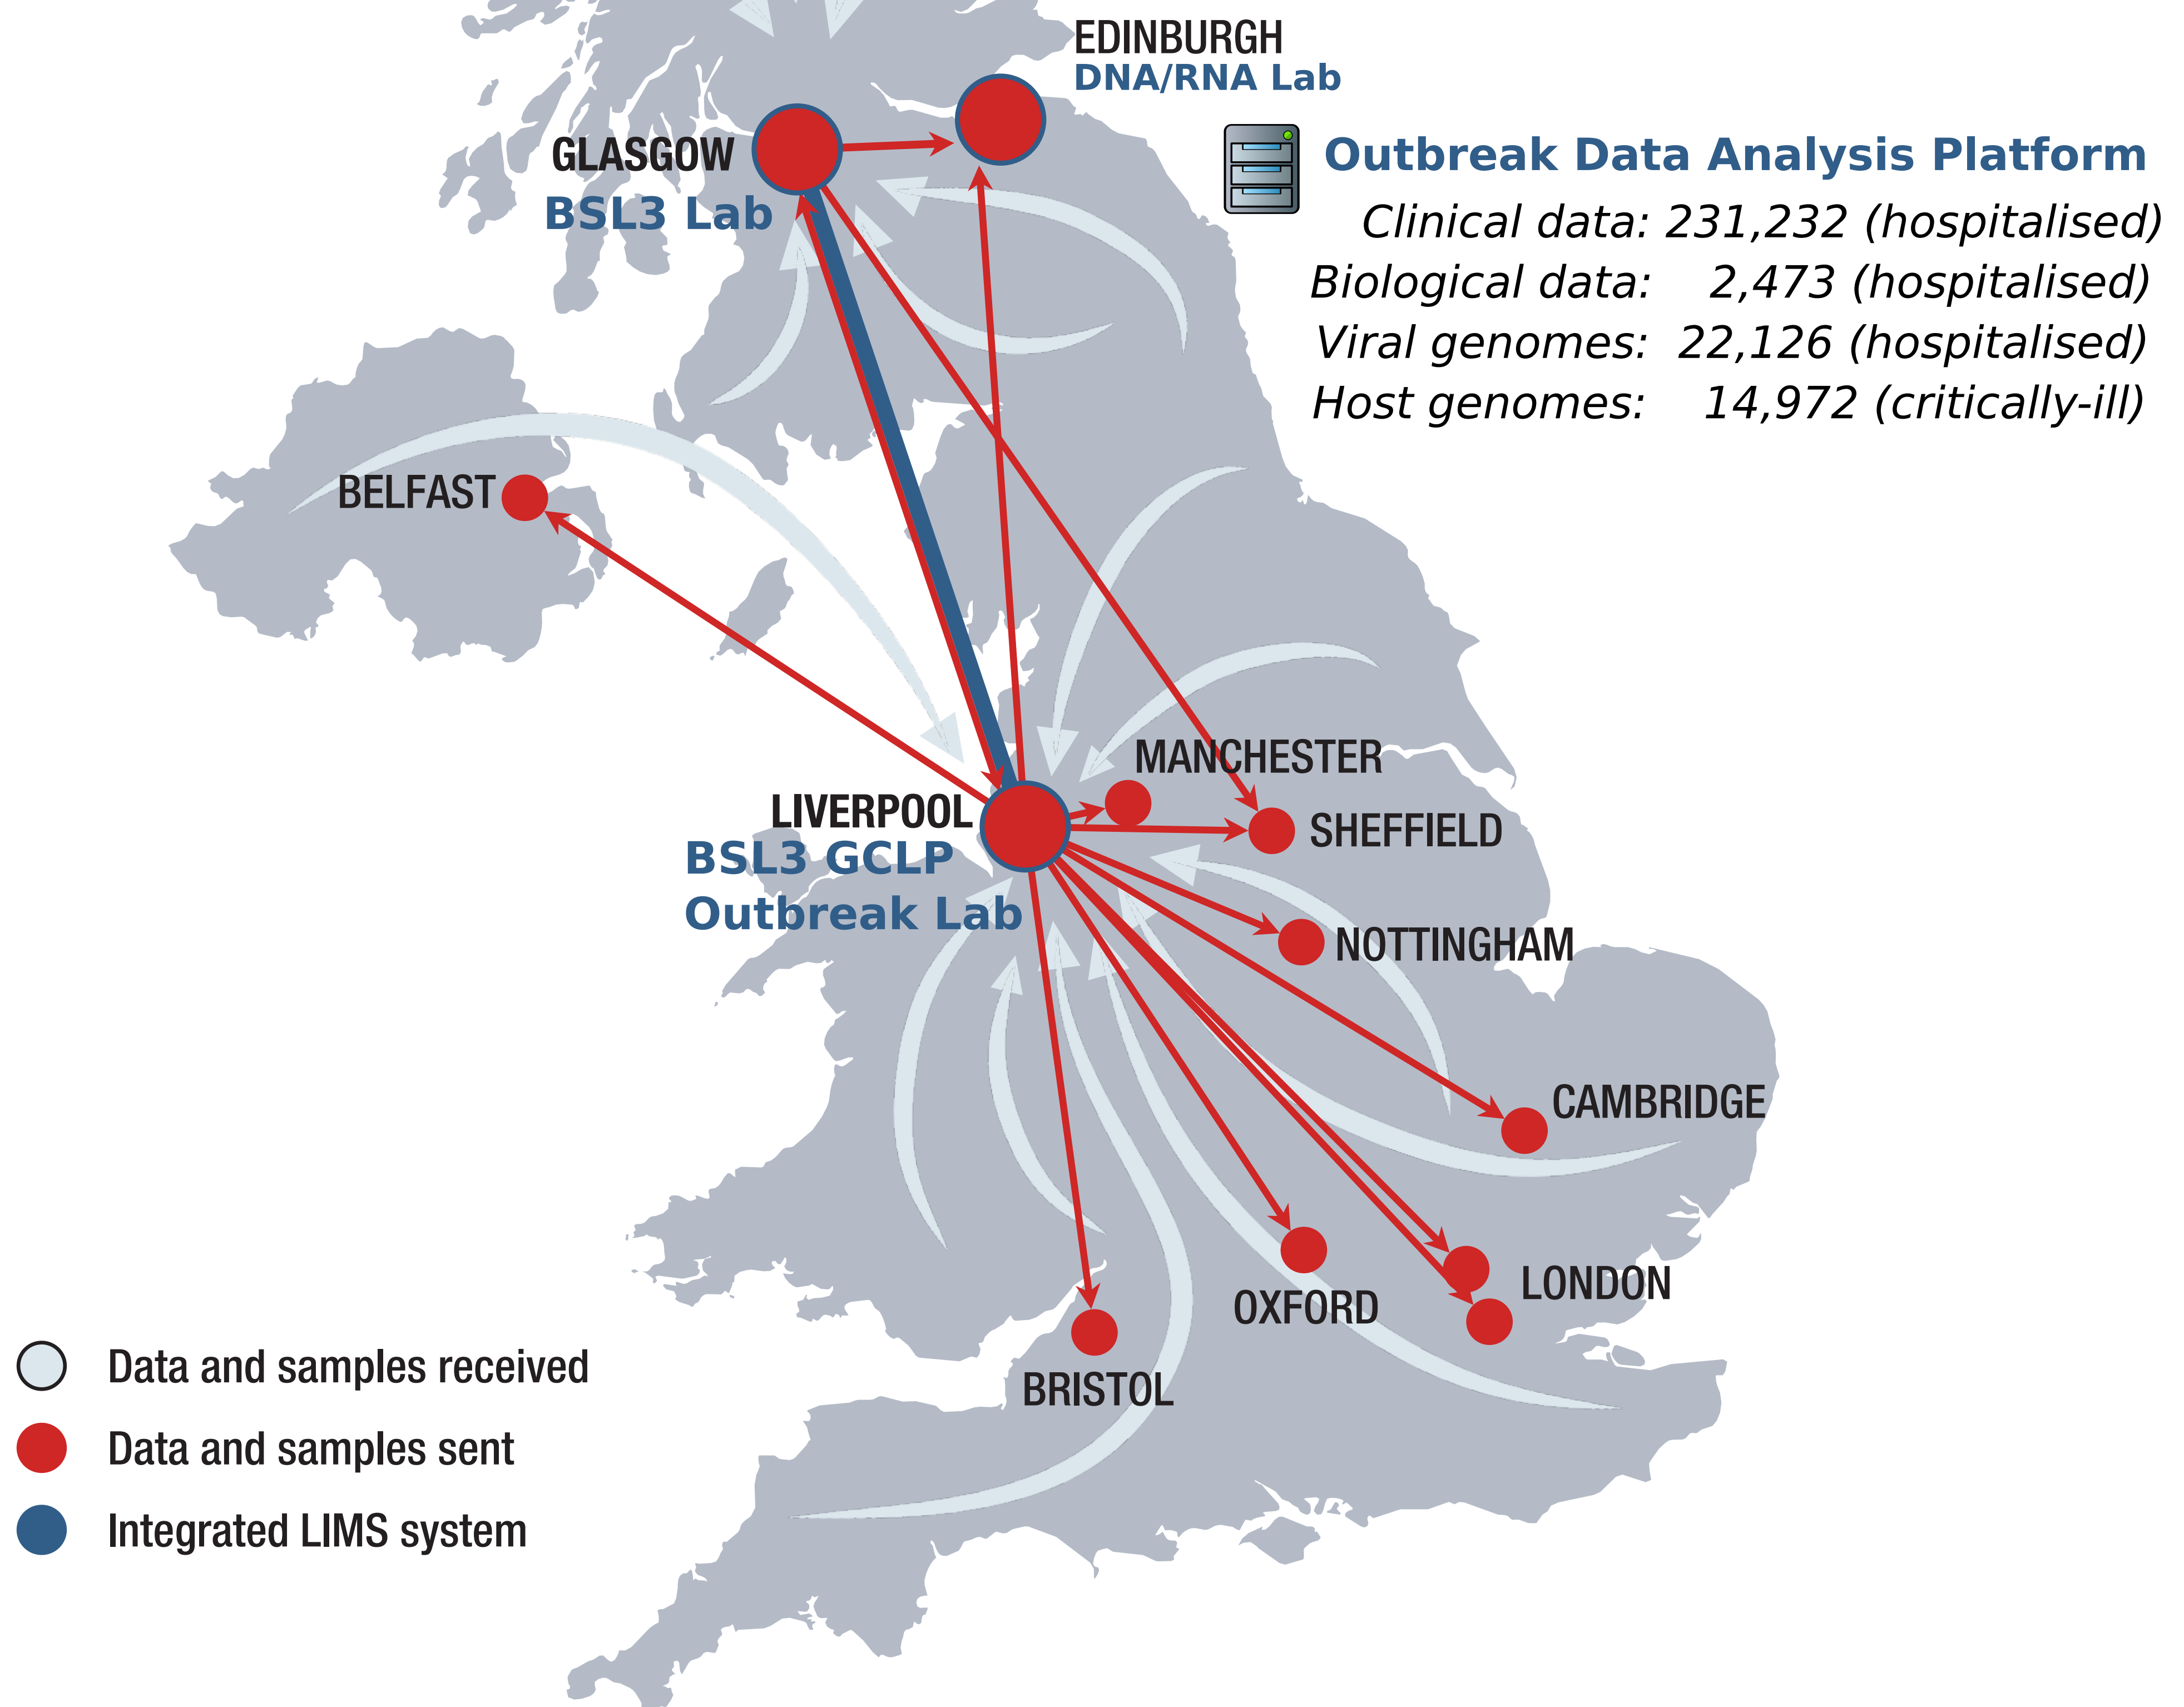 EDINBURGH
DNA/RNA Lab
GLASGOW
BSL3 Lab
Outbreak Data Analysis Platform
Clinical data: 231,232 (hospitalised)
Biological data: 2,473 (hospitalised)
Viral genomes: 22,126 (hospitalised)
Host genomes: 14,972 (critically-ill)
BELFAST
MANCHESTER
LIVERPOOL
BSL3 GCLP
Outbreak Lab
SHEFFIELD
NOTTINGHAM
CAMBRIDGE
LONDON
OXFORD
BRISTOL
Data and samples received
Data and samples sent
Integrated LIMS system